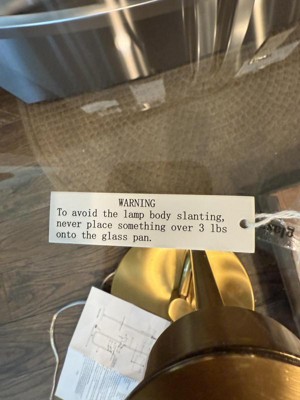 WARNING
To avoid the lamp body slanting,
never place something over 3 lbs
onto the glass pan.